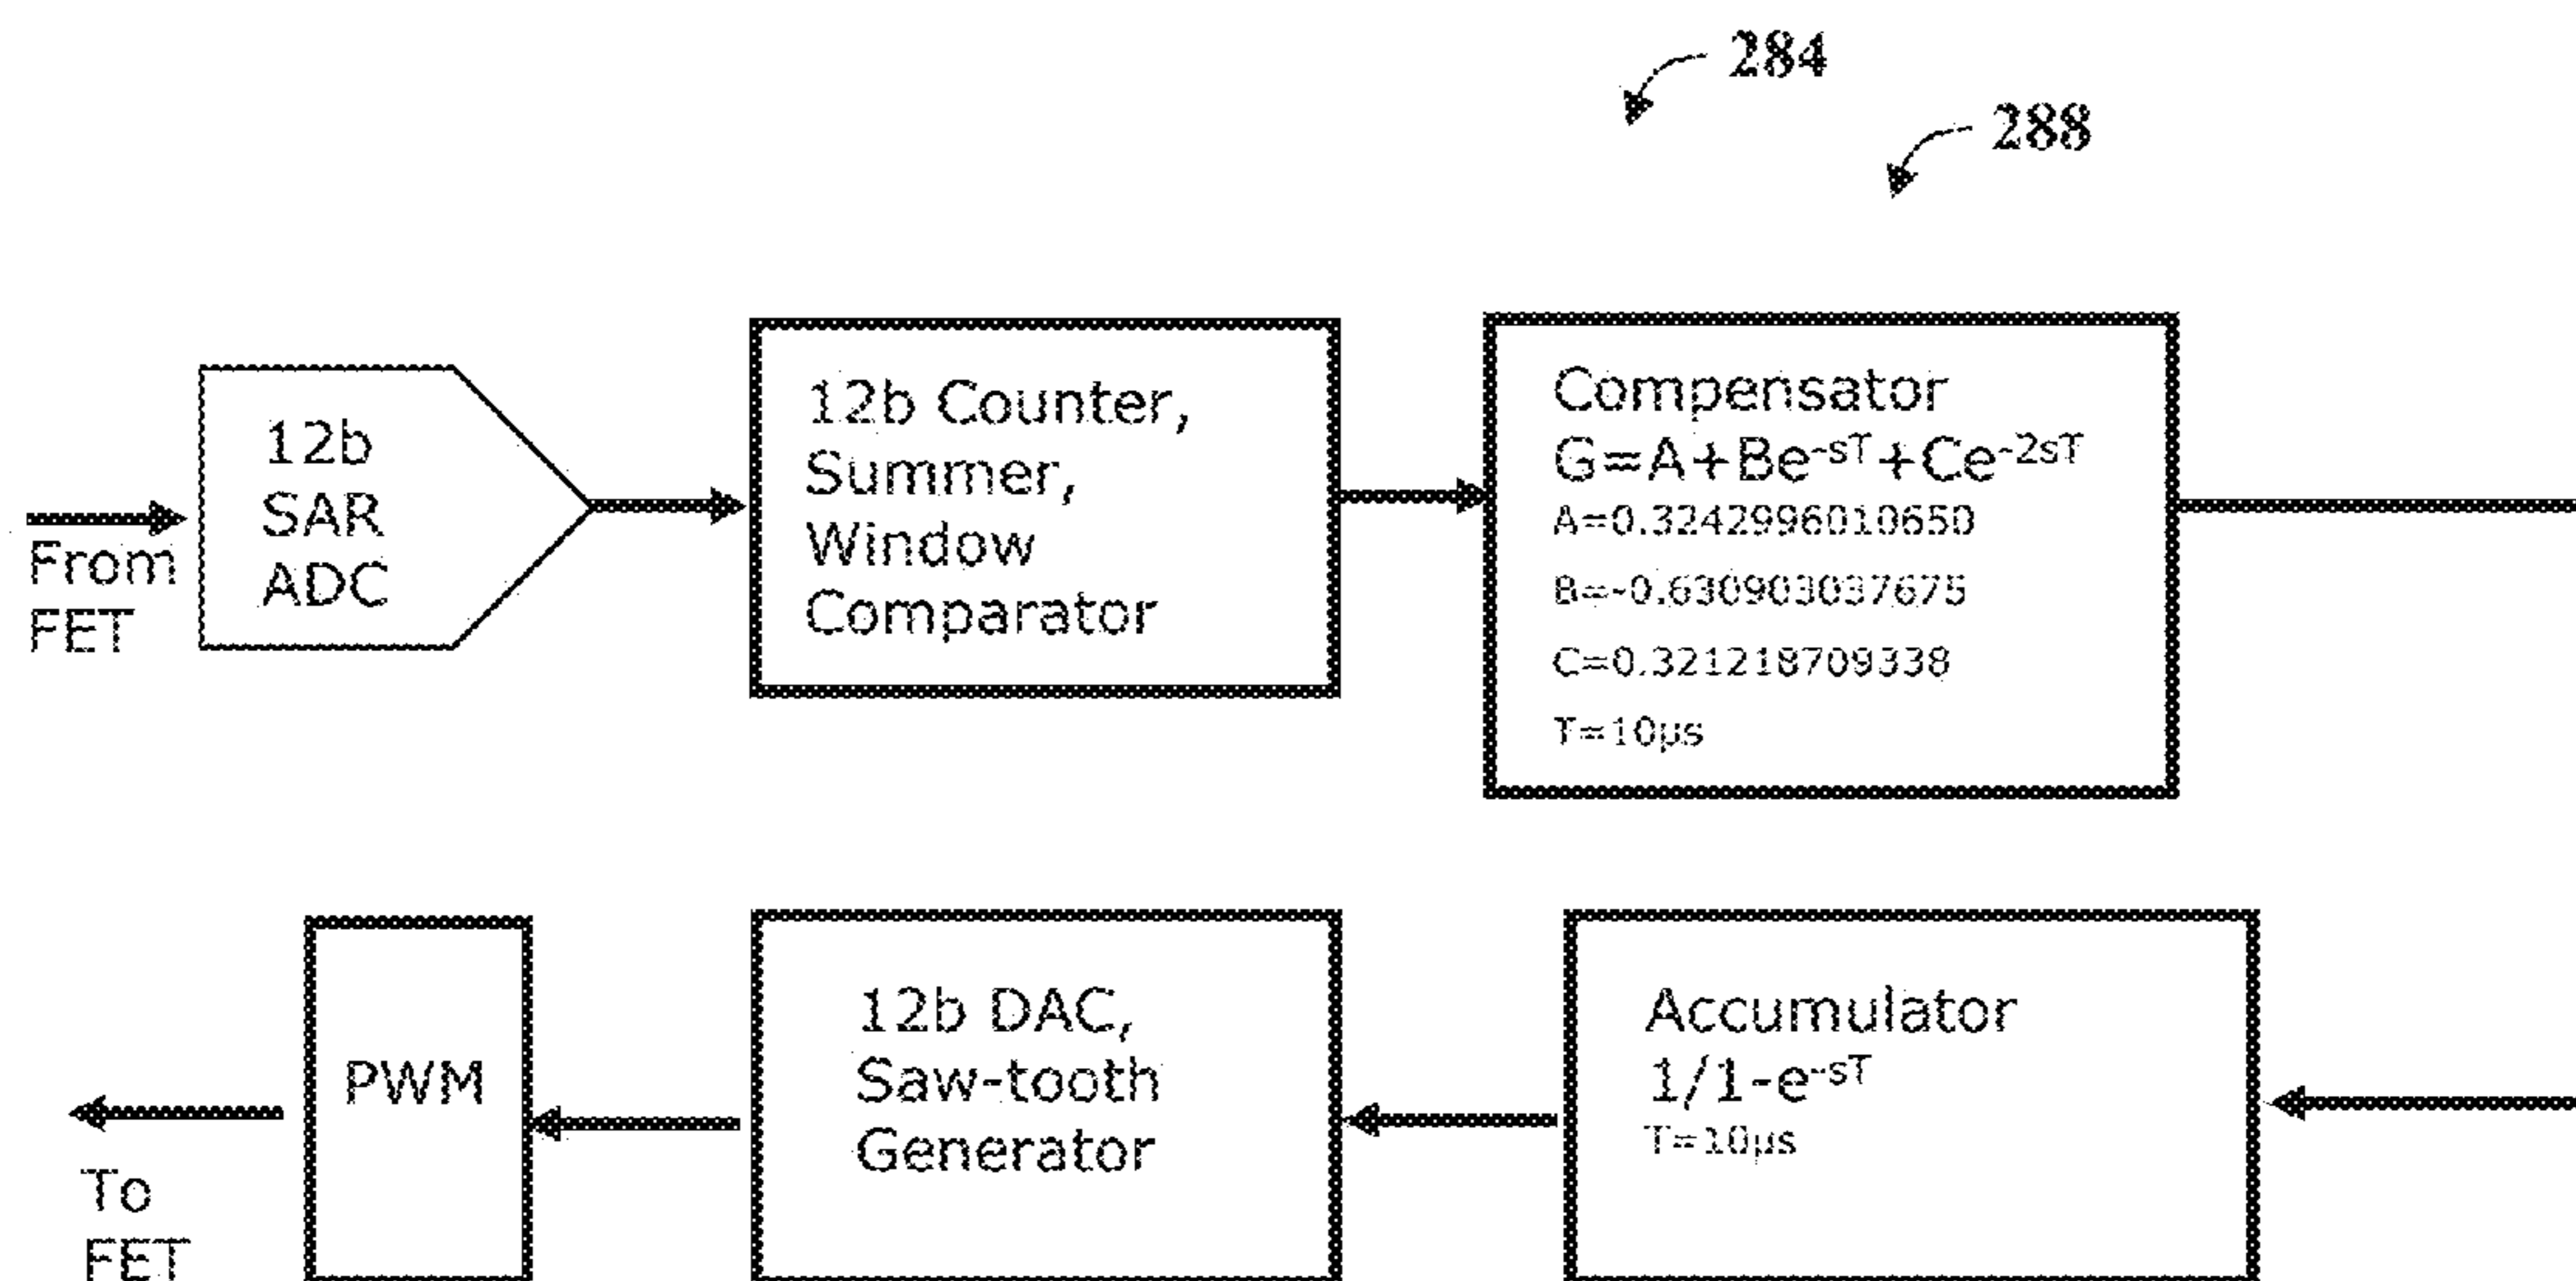 284
288
12b
SAR
ADC
From
FET
12b Counter,
Summer,
Window
Comparator
Compensator
G=A+Be^-sT+Ce^-2sT
A=0.3242996010650
B=-0.630903037675
C=0.321218709338
T=10µs
PWM
To
FET
12b DAC,
Saw-tooth
Generator
Accumulator
1/1-e^-sT
T=10µs